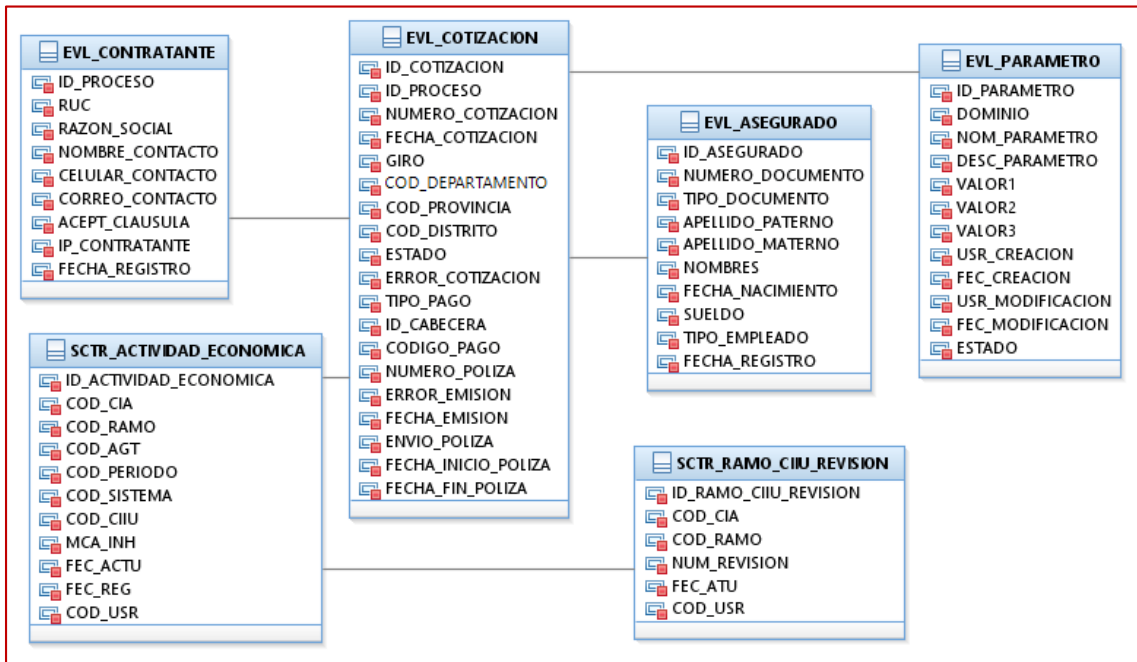 EVL_CONTRATANTE
ID_PROCESO
RUC
RAZON_SOCIAL
NOMBRE_CONTACTO
CELULAR_CONTACTO
CORREO_CONTACTO
ACEPT_CLAUSULA
IP_CONTRATANTE
FECHA_REGISTRO
EVL_COTIZACION
ID_COTIZACION
ID_PROCESO
NUMERO_COTIZACION
FECHA_COTIZACION
GIRO
COD_DEPARTAMENTO
COD_PROVINCIA
COD_DISTRITO
ESTADO
ERROR_COTIZACION
TIPO_PAGO
ID_CABECERA
CODIGO_PAGO
NUMERO_POLIZA
ERROR_EMISION
FECHA_EMISION
ENVIO_POLIZA
FECHA_INICIO_POLIZA
FECHA_FIN_POLIZA
EVL_ASEGURADO
ID_ASEGURADO
NUMERO_DOCUMENTO
TIPO_DOCUMENTO
APELLIDO_PATERNO
APELLIDO_MATERNO
NOMBRES
FECHA_NACIMIENTO
SUELDO
TIPO_EMPLEADO
FECHA_REGISTRO
EVL_PARAMETRO
ID_PARAMETRO
DOMINIO
NOM_PARAMETRO
DESC_PARAMETRO
VALOR1
VALOR2
VALOR3
USR_CREACION
FEC_CREACION
USR_MODIFICACION
FEC_MODIFICACION
ESTADO
SCTR_ACTIVIDAD_ECONOMICA
ID_ACTIVIDAD_ECONOMICA
COD_CIA
COD_RAMO
COD_AGT
COD_PERIODO
COD_SISTEMA
COD_CIIU
MCA_INH
FEC_ACTU
FEC_REG
COD_USR
SCTR_RAMO_CIIU_REVISION
ID_RAMO_CIIU_REVISION
COD_CIA
COD_RAMO
NUM_REVISION
FEC_ATU
COD_USR